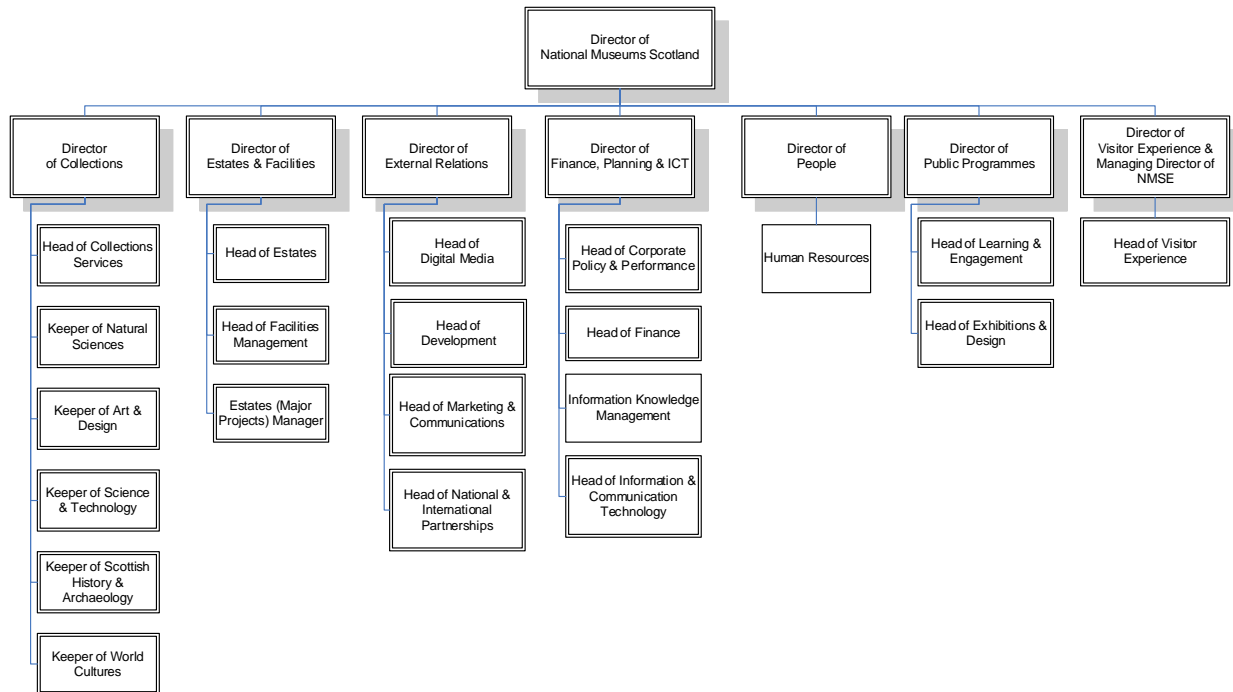 Director of
National Museums Scotland
Director
of Collections
Director of
Estates & Facilities
Director of
External Relations
Director of
Finance, Planning & ICT
Director of
People
Director of
Public Programmes
Director of
Visitor Experience &
Managing Director of
NMSE
Head of Collections
Services
Keeper of Natural
Sciences
Keeper of Art &
Design
Keeper of Science
& Technology
Keeper of Scottish
History &
Archaeology
Keeper of World
Cultures
Head of Estates
Head of Facilities
Management
Estates (Major
Projects) Manager
Head of
Digital Media
Head of
Development
Head of Marketing &
Communications
Head of National &
International
Partnerships
Head of Corporate
Policy & Performance
Head of Finance
Information Knowledge
Management
Head of Information &
Communication
Technology
Human Resources
Head of Learning &
Engagement
Head of Exhibitions &
Design
Head of Visitor
Experience